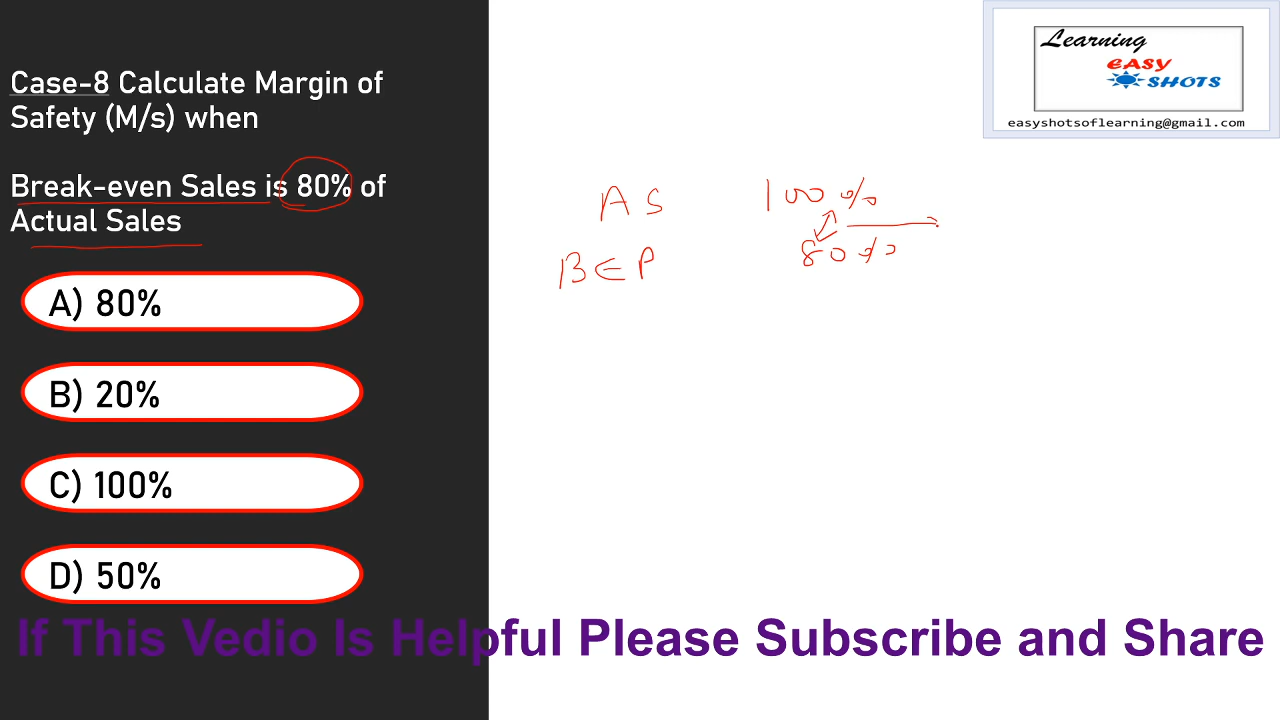 Case-8 Calculate Margin of
Safety (M/s) when
Break-even Sales is 80% of
Actual Sales
A) 80%
B) 20%
C) 100%
D) 50%
Learning
EASY
SHOTS
easyshotsoflearning@gmail.com
A S 100%
BEP 80%
If This Vedio Is Helpful Please Subscribe and Share